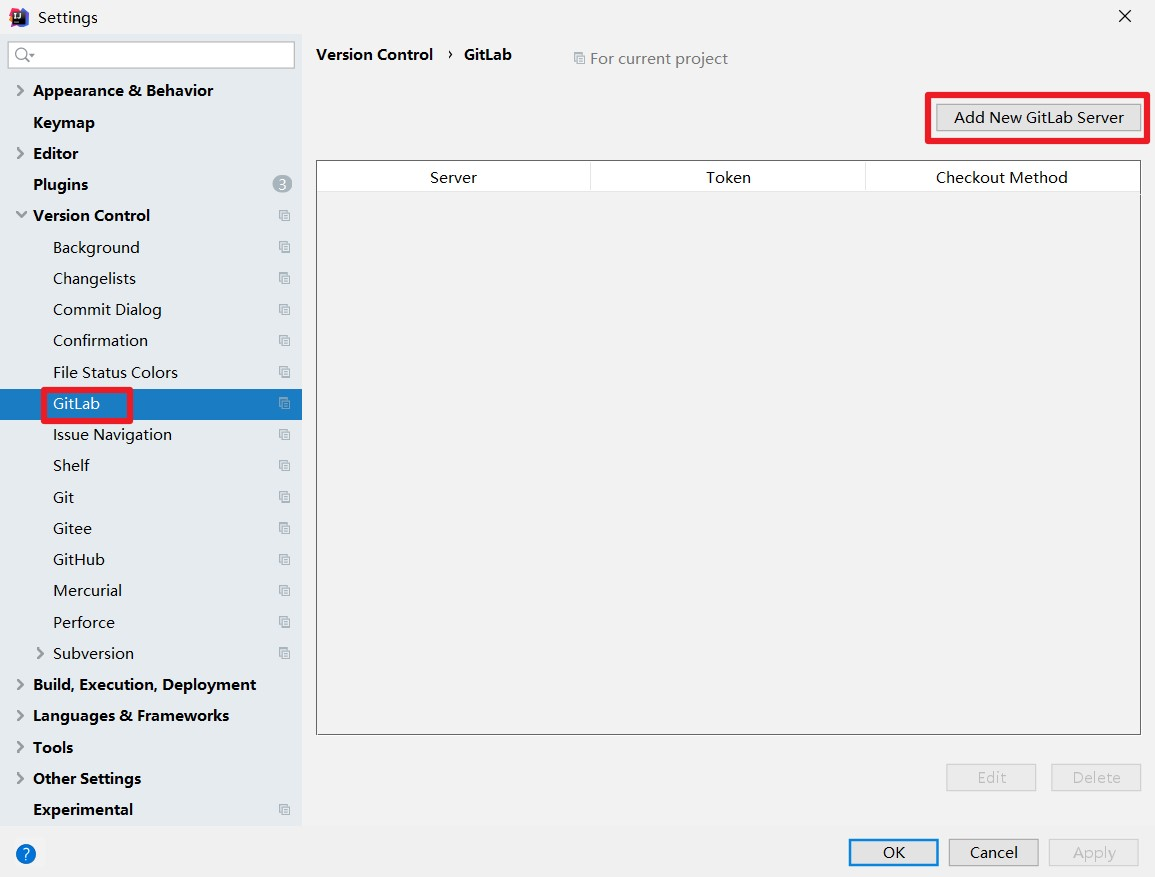 Settings
Version Control › GitLab
For current project
Appearance & Behavior
Keymap
Editor
Plugins
3
Version Control
Background
Changelists
Commit Dialog
Confirmation
File Status Colors
GitLab
Issue Navigation
Shelf
Git
Gitee
GitHub
Mercurial
Perforce
Subversion
Build, Execution, Deployment
Languages & Frameworks
Tools
Other Settings
Experimental
Add New GitLab Server
Server
Token
Checkout Method
Edit
Delete
?
OK
Cancel
Apply